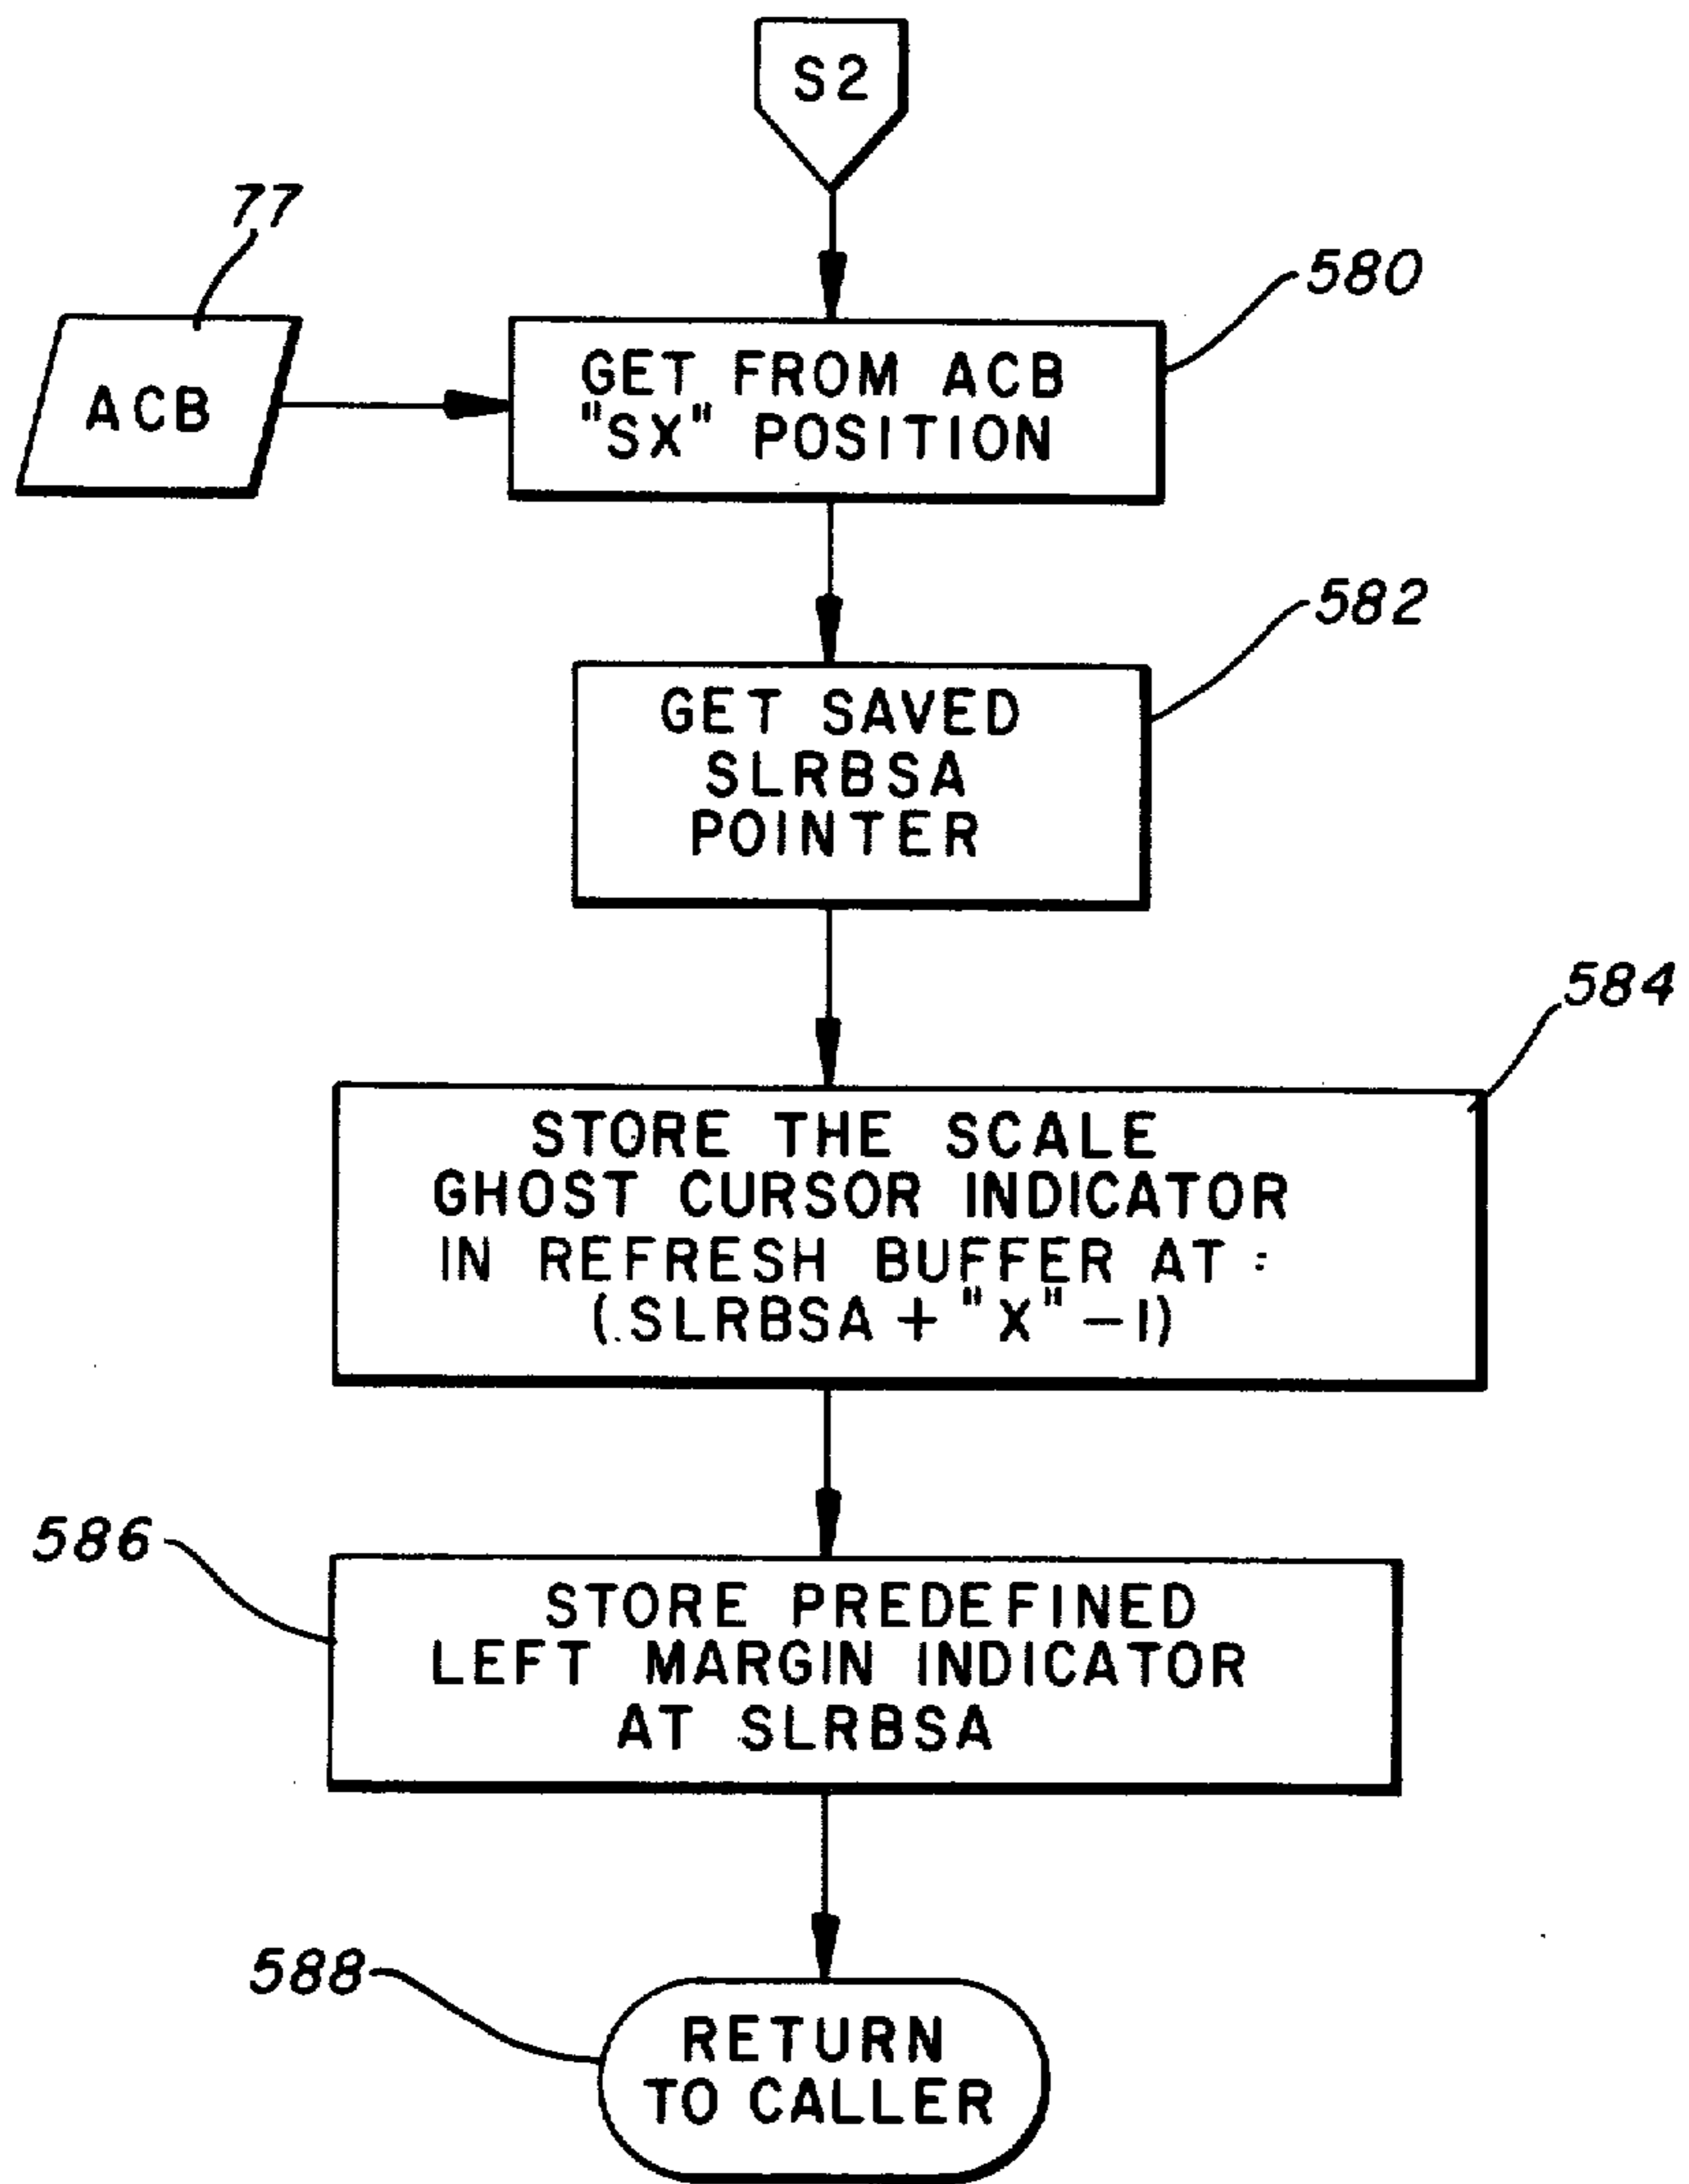 S2
77
580
ACB
GET FROM ACB
"SX" POSITION
582
GET SAVED
SLRBSA
POINTER
584
STORE THE SCALE
GHOST CURSOR INDICATOR
IN REFRESH BUFFER AT :
(SLRBSA + "X" – 1)
586
STORE PREDEFINED
LEFT MARGIN INDICATOR
AT SLRBSA
588
RETURN
TO CALLER